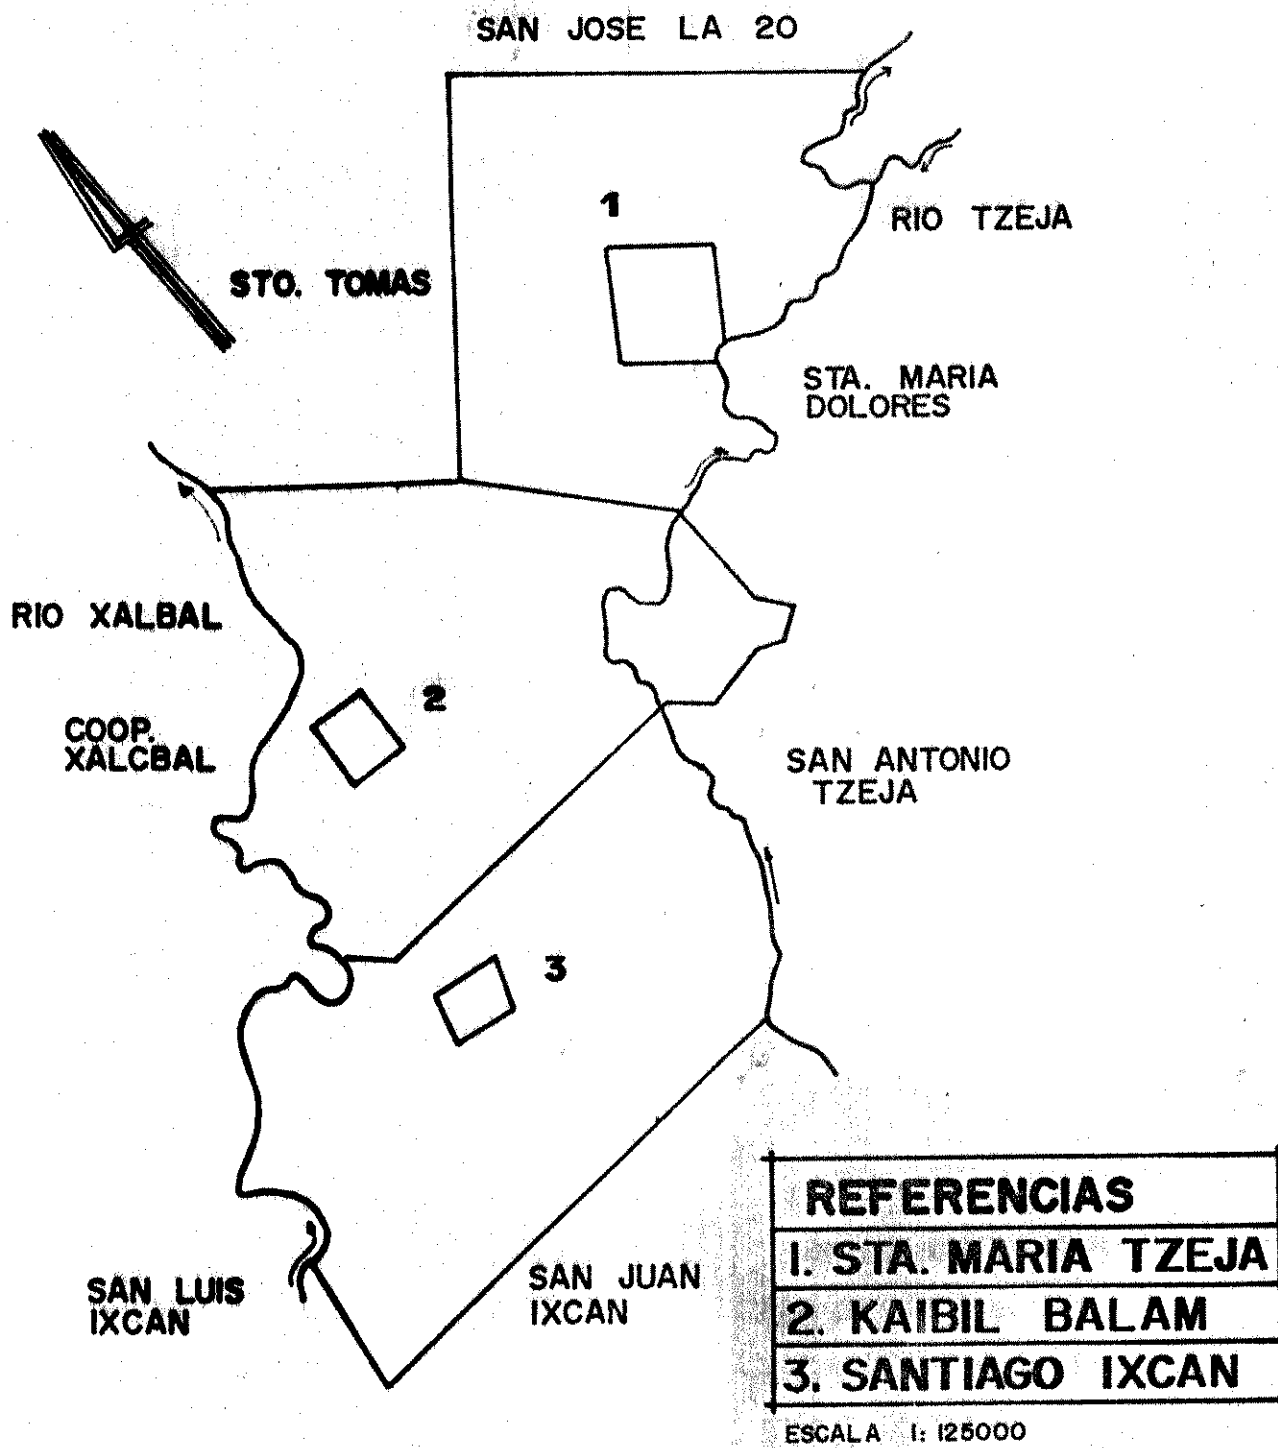 SAN JOSE LA 20
1
RIO TZEJA
STO. TOMAS
STA. MARIA
DOLORES
RIO XALBAL
2
COOP.
XALCBAL
SAN ANTONIO
TZEJA
3
SAN LUIS
IXCAN
SAN JUAN
IXCAN
REFERENCIAS
1. STA. MARIA TZEJA
2. KAIBIL BALAM
3. SANTIAGO IXCAN
ESCALA 1: 125000